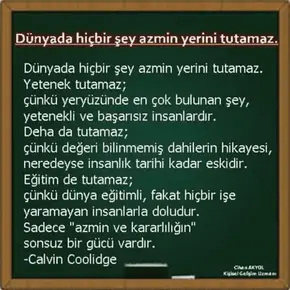 Dünyada hiçbir şey azmin yerini tutamaz.
Dünyada hiçbir şey azmin yerini tutamaz.
Yetenek tutamaz;
çünkü yeryüzünde en çok bulunan şey,
yetenekli ve başarısız insanlardır.
Deha da tutamaz;
çünkü değeri bilinmemiş dahilerin hikayesi,
neredeyse insanlık tarihi kadar eskidir.
Eğitim de tutamaz;
çünkü dünya eğitimli, fakat hiçbir işe
yaramayan insanlarla doludur.
Sadece "azmin ve kararlılığın"
sonsuz bir gücü vardır.
-Calvin Coolidge
Cihan AKYOL
Kişisel Gelişim Uzmanı